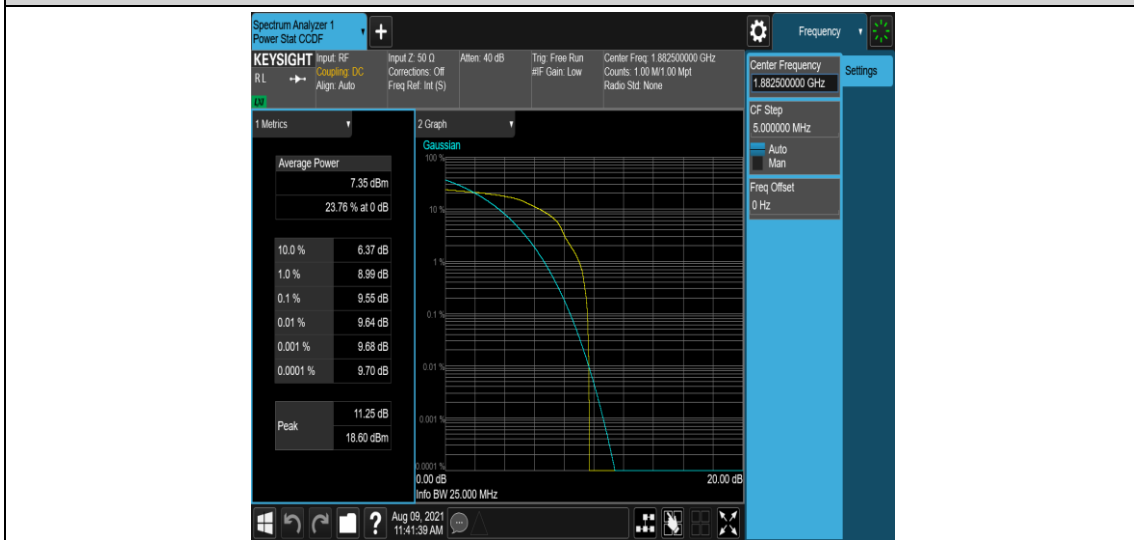 Spectrum Analyzer 1
Power Stat CCDF
Frequency
KEYSIGHT
RL
LXI
Input: RF
Coupling: DC
Align: Auto
Input Z: 50 Ω
Corrections: Off
Freq Ref: Int (S)
Atten: 40 dB
Trig: Free Run
#IF Gain: Low
Center Freq: 1.882500000 GHz
Counts: 1.00 M/1.00 Mpt
Radio Std: None
Center Frequency
1.882500000 GHz
Settings
CF Step
5.000000 MHz
Auto
Man
Freq Offset
0 Hz
1 Metrics
Average Power
7.35 dBm
23.76 % at 0 dB
10.0 % 6.37 dB
1.0 % 8.99 dB
0.1 % 9.55 dB
0.01 % 9.64 dB
0.001 % 9.68 dB
0.0001 % 9.70 dB
Peak
11.25 dB
18.60 dBm
2 Graph
Gaussian
100 %
10 %
1 %
0.1 %
0.01 %
0.001 %
0.0001 %
0.00 dB 20.00 dB
Info BW 25.000 MHz
?
Aug 09, 2021
11:41:39 AM